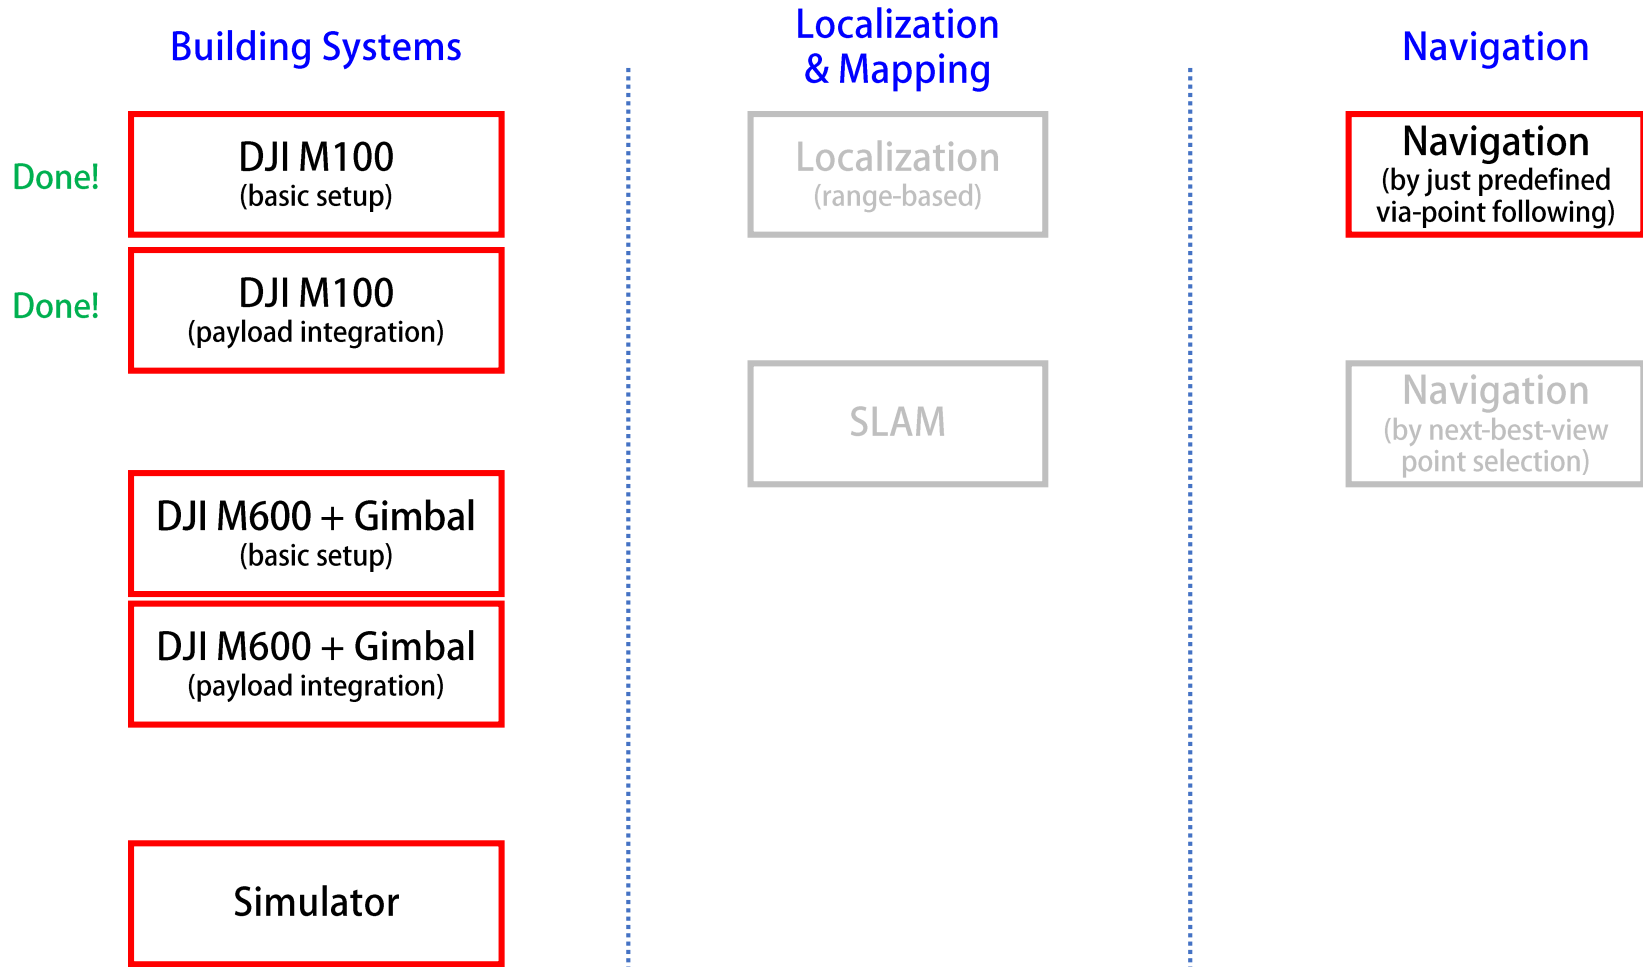 Building Systems
Localization
& Mapping
Navigation
Done!
DJI M100
(basic setup)
Localization
(range-based)
Navigation
(by just predefined
via-point following)
Done!
DJI M100
(payload integration)
SLAM
Navigation
(by next-best-view
point selection)
DJI M600 + Gimbal
(basic setup)
DJI M600 + Gimbal
(payload integration)
Simulator